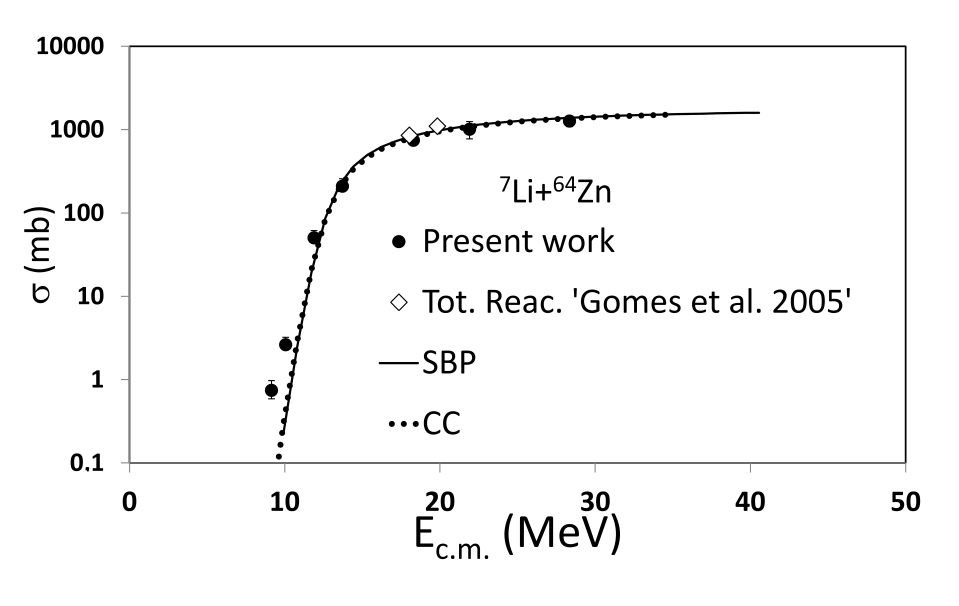 10000
1000
100
10
1
0.1
σ (mb)
⁷Li+⁶⁴Zn
Present work
Tot. Reac. 'Gomes et al. 2005'
SBP
CC
0 10 20 30 40 50
E_c.m. (MeV)